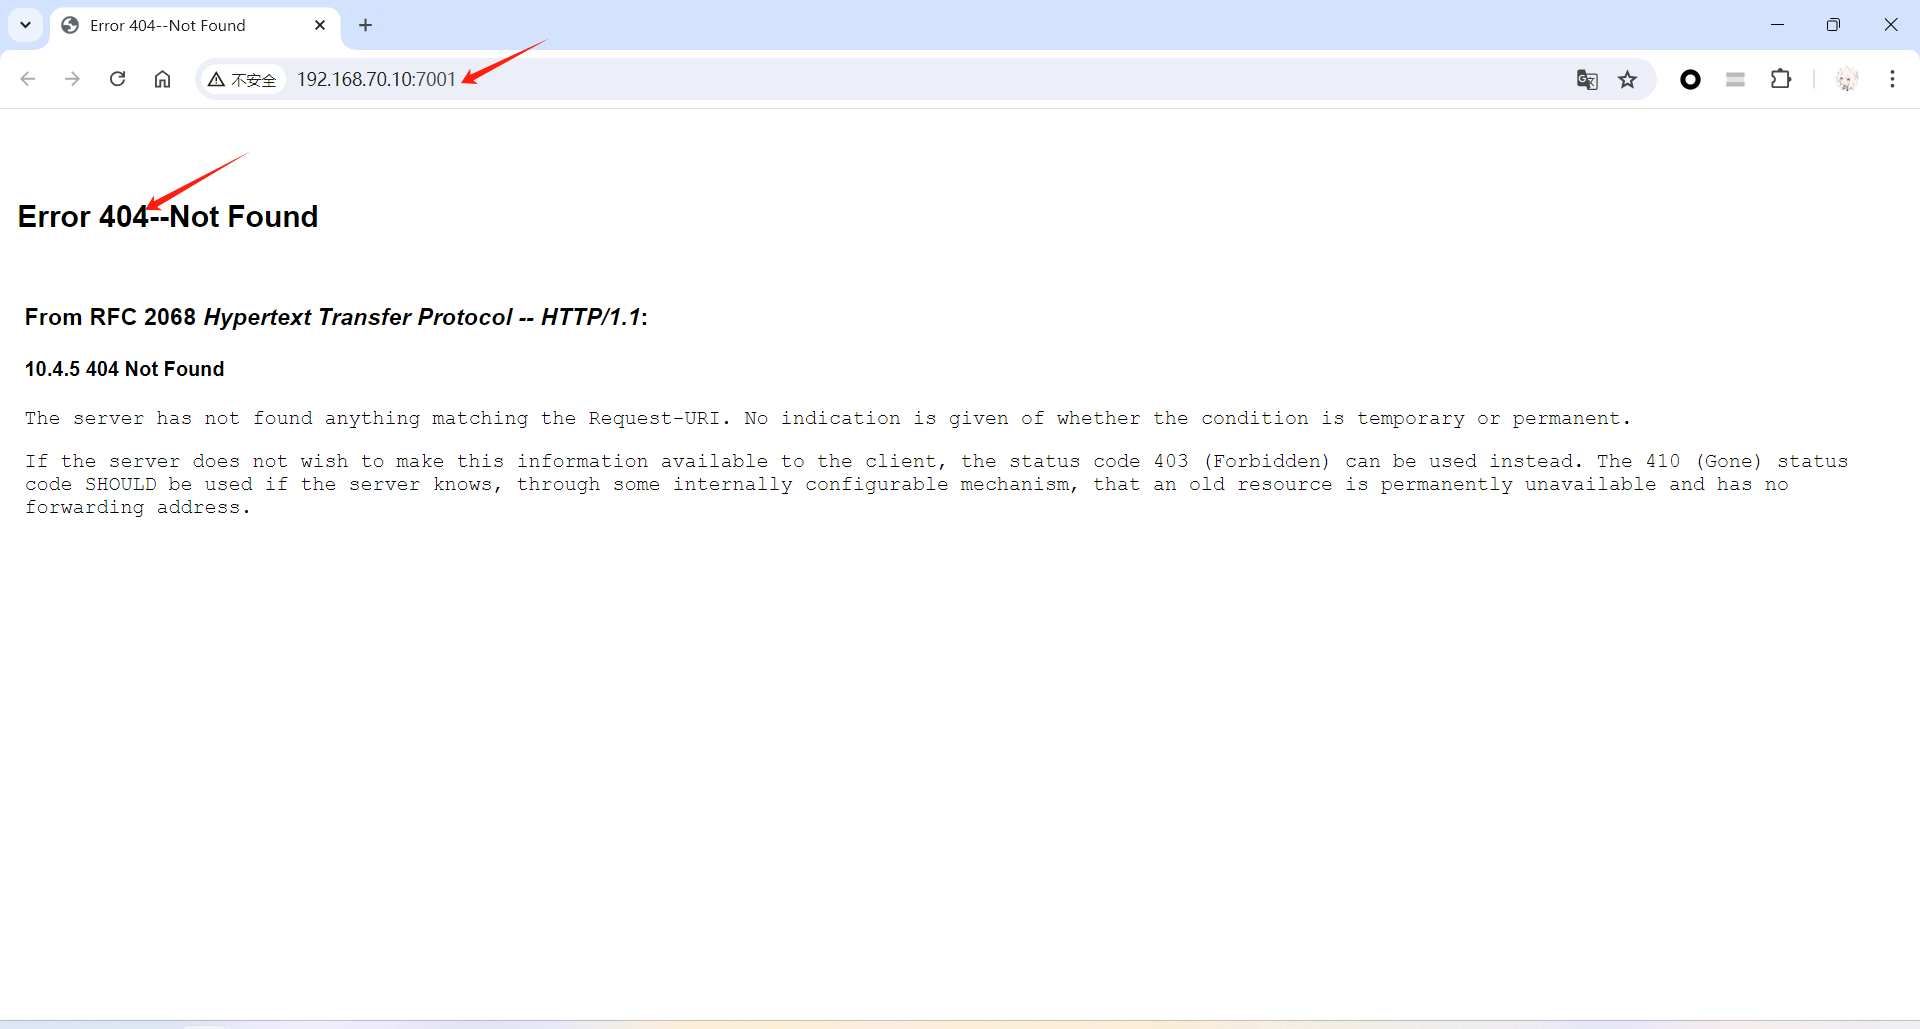 Error 404--Not Found
不安全
192.168.70.10:7001
Error 404--Not Found
From RFC 2068 Hypertext Transfer Protocol -- HTTP/1.1:
10.4.5 404 Not Found
The server has not found anything matching the Request-URI. No indication is given of whether the condition is temporary or permanent.
If the server does not wish to make this information available to the client, the status code 403 (Forbidden) can be used instead. The 410 (Gone) status
code SHOULD be used if the server knows, through some internally configurable mechanism, that an old resource is permanently unavailable and has no
forwarding address.